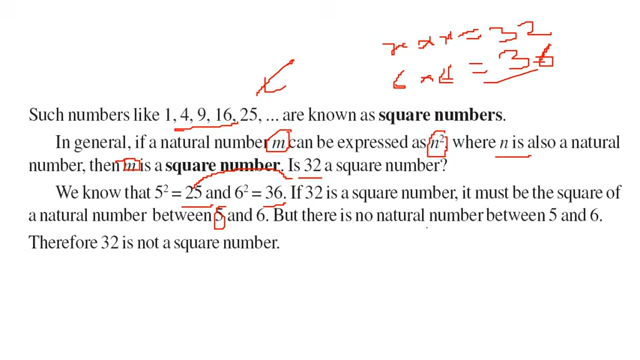 x × x = 32
6 × 6 = 36
Such numbers like 1, 4, 9, 16, 25, ... are known as square numbers.
In general, if a natural number m can be expressed as n², where n is also a natural
number, then m is a square number. Is 32 a square number?
We know that 5² = 25 and 6² = 36. If 32 is a square number, it must be the square of
a natural number between 5 and 6. But there is no natural number between 5 and 6.
Therefore 32 is not a square number.